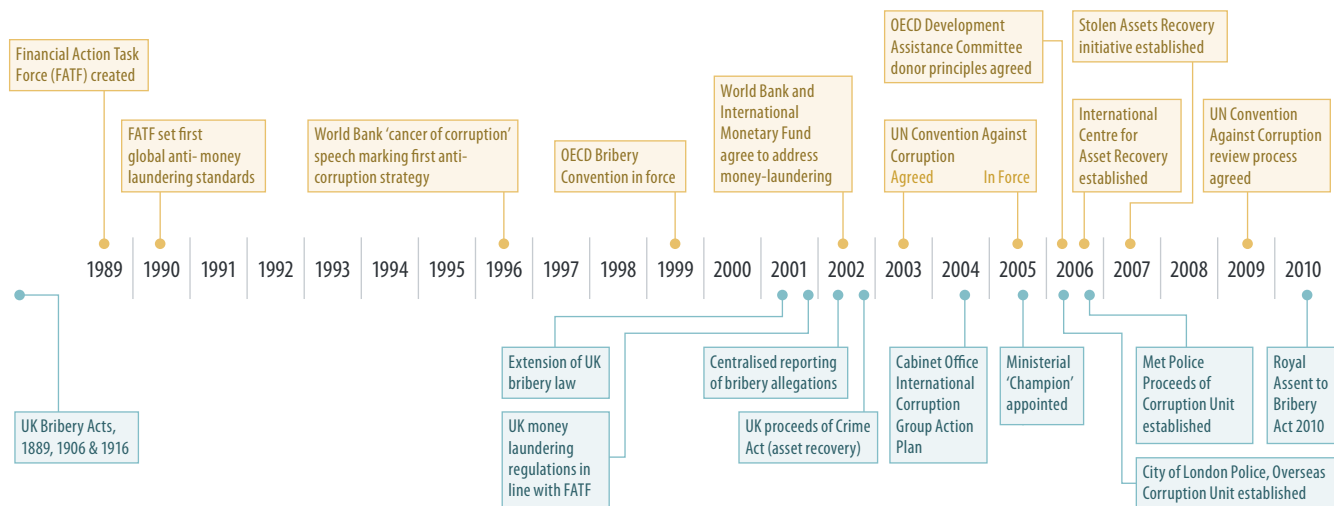 Financial Action Task
Force (FATF) created
FATF set first
global anti- money
laundering standards
World Bank ‘cancer of corruption’
speech marking first anti-
corruption strategy
OECD Bribery
Convention in force
World Bank and
International
Monetary Fund
agree to address
money-laundering
UN Convention Against
Corruption
Agreed In Force
OECD Development
Assistance Committee
donor principles agreed
Stolen Assets Recovery
initiative established
International
Centre for
Asset Recovery
established
UN Convention
Against Corruption
review process
agreed
1989 1990 1991 1992 1993 1994 1995 1996 1997 1998 1999 2000 2001 2002 2003 2004 2005 2006 2007 2008 2009 2010
UK Bribery Acts,
1889, 1906 & 1916
Extension of UK
bribery law
UK money
laundering
regulations in
line with FATF
Centralised reporting
of bribery allegations
UK proceeds of Crime
Act (asset recovery)
Cabinet Office
International
Corruption
Group Action
Plan
Ministerial
‘Champion’
appointed
Met Police
Proceeds of
Corruption Unit
established
City of London Police, Overseas
Corruption Unit established
Royal
Assent to
Bribery
Act 2010